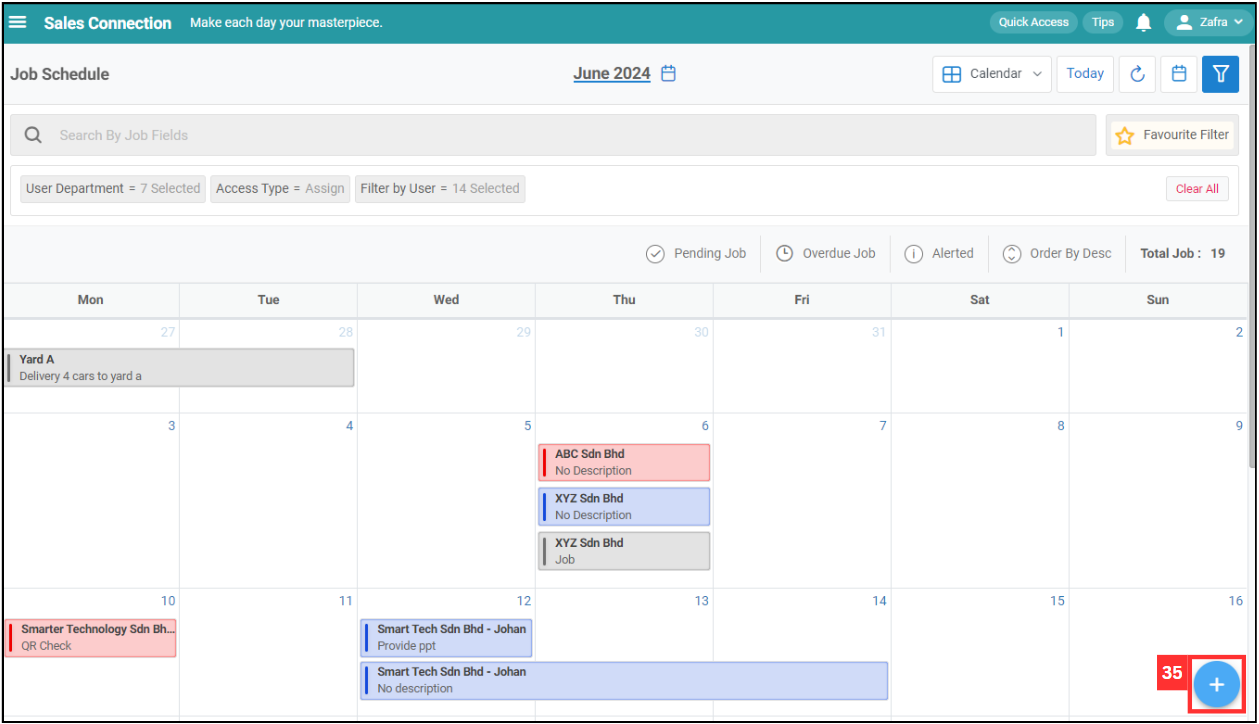 Sales Connection Make each day your masterpiece. Quick Access Tips Zafra
Job Schedule June 2024 Calendar Today
Search By Job Fields Favourite Filter
User Department = 7 Selected Access Type = Assign Filter by User = 14 Selected Clear All
Pending Job Overdue Job Alerted Order By Desc Total Job : 19
Mon Tue Wed Thu Fri Sat Sun
27 28 29 30 31 1 2
Yard A
Delivery 4 cars to yard a
3 4 5 6 7 8 9
ABC Sdn Bhd
No Description
XYZ Sdn Bhd
No Description
XYZ Sdn Bhd
Job
10 11 12 13 14 15 16
Smarter Technology Sdn Bh... Smart Tech Sdn Bhd - Johan
QR Check Provide ppt
Smart Tech Sdn Bhd - Johan
No description
35